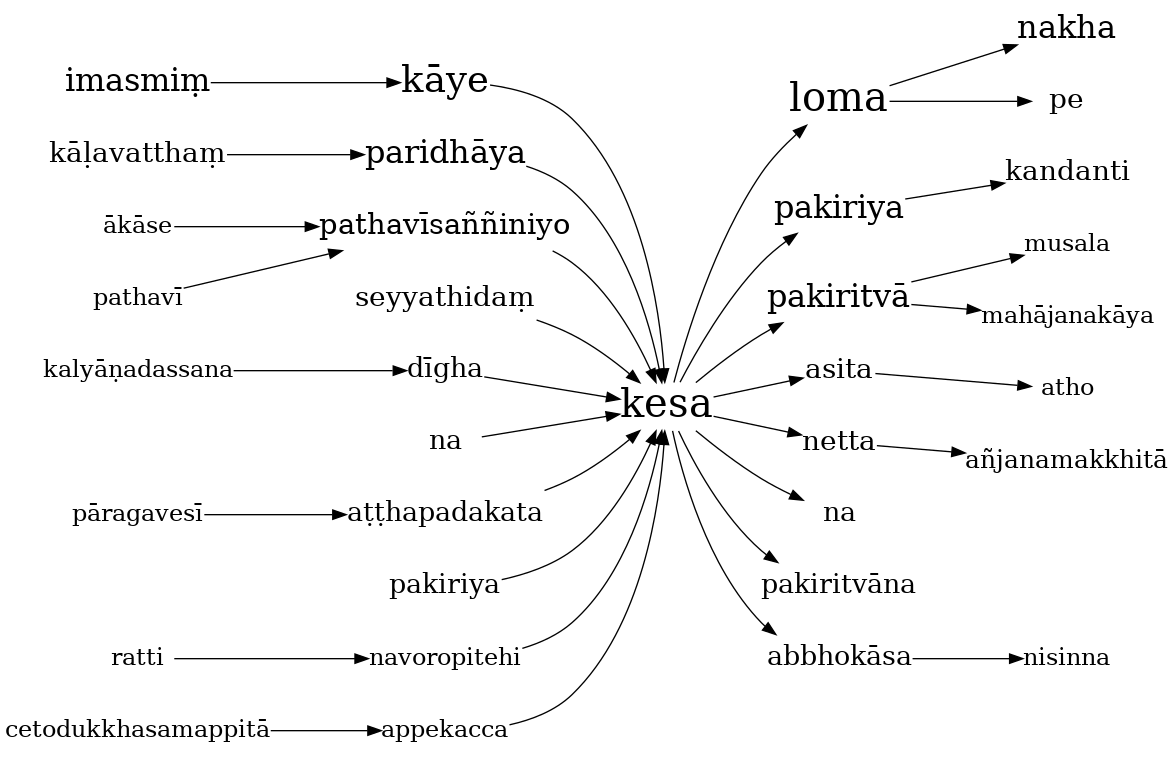 imasmiṃ
kāḷavatthaṃ
ākāse
pathavī
kalyāṇadassana
pāragavesī
ratti
cetodukkhasamappitā
kāye
paridhāya
pathavīsaññiniyo
seyyathidaṃ
dīgha
na
aṭṭhapadakata
pakiriya
navoropitehi
appekacca
kesa
loma
pakiriya
pakiritvā
asita
netta
na
pakiritvāna
abbhokāsa
nakha
pe
kandanti
musala
mahājanakāya
atho
añjanamakkhitā
nisinna